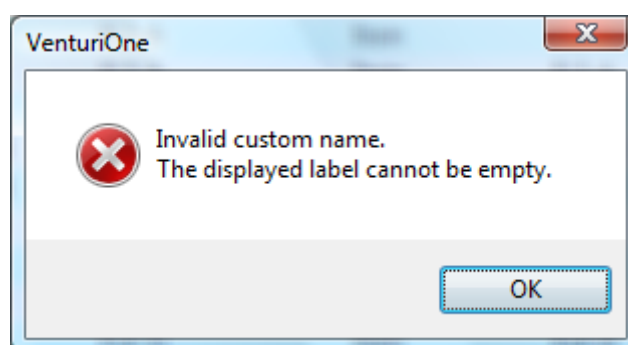 VenturiOne
Invalid custom name.
The displayed label cannot be empty.
OK